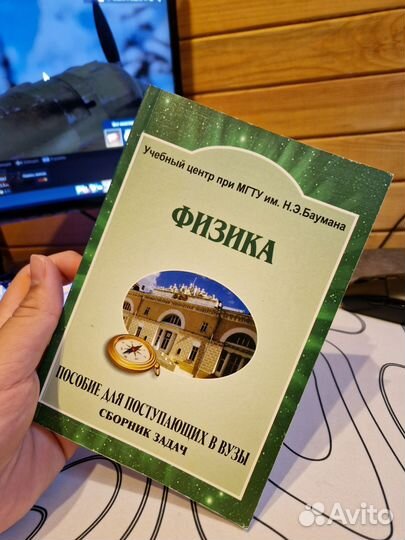 Учебный центр при МГТУ им. Н.Э.Баумана
ФИЗИКА
ПОСОБИЕ ДЛЯ ПОСТУПАЮЩИХ В ВУЗЫ
СБОРНИК ЗАДАЧ
Avito